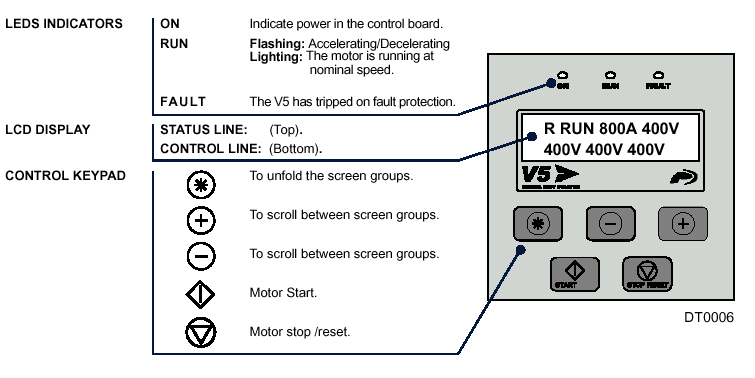 LEDS INDICATORS
ON
Indicate power in the control board.
RUN
Flashing: Accelerating/Decelerating
Lighting: The motor is running at
nominal speed.
FAULT
The V5 has tripped on fault protection.
LCD DISPLAY
STATUS LINE: (Top).
CONTROL LINE: (Bottom).
CONTROL KEYPAD
To unfold the screen groups.
To scroll between screen groups.
To scroll between screen groups.
Motor Start.
Motor stop /reset.
ON RUN FAULT
R RUN 800A 400V
400V 400V 400V
V5
START STOP RESET
DT0006